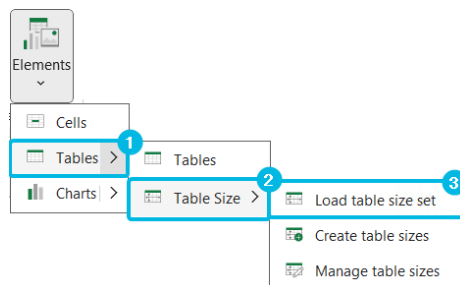 Elements
Cells
1
Tables >
Tables
2
Charts >
Table Size >
3
Load table size set
Create table sizes
Manage table sizes